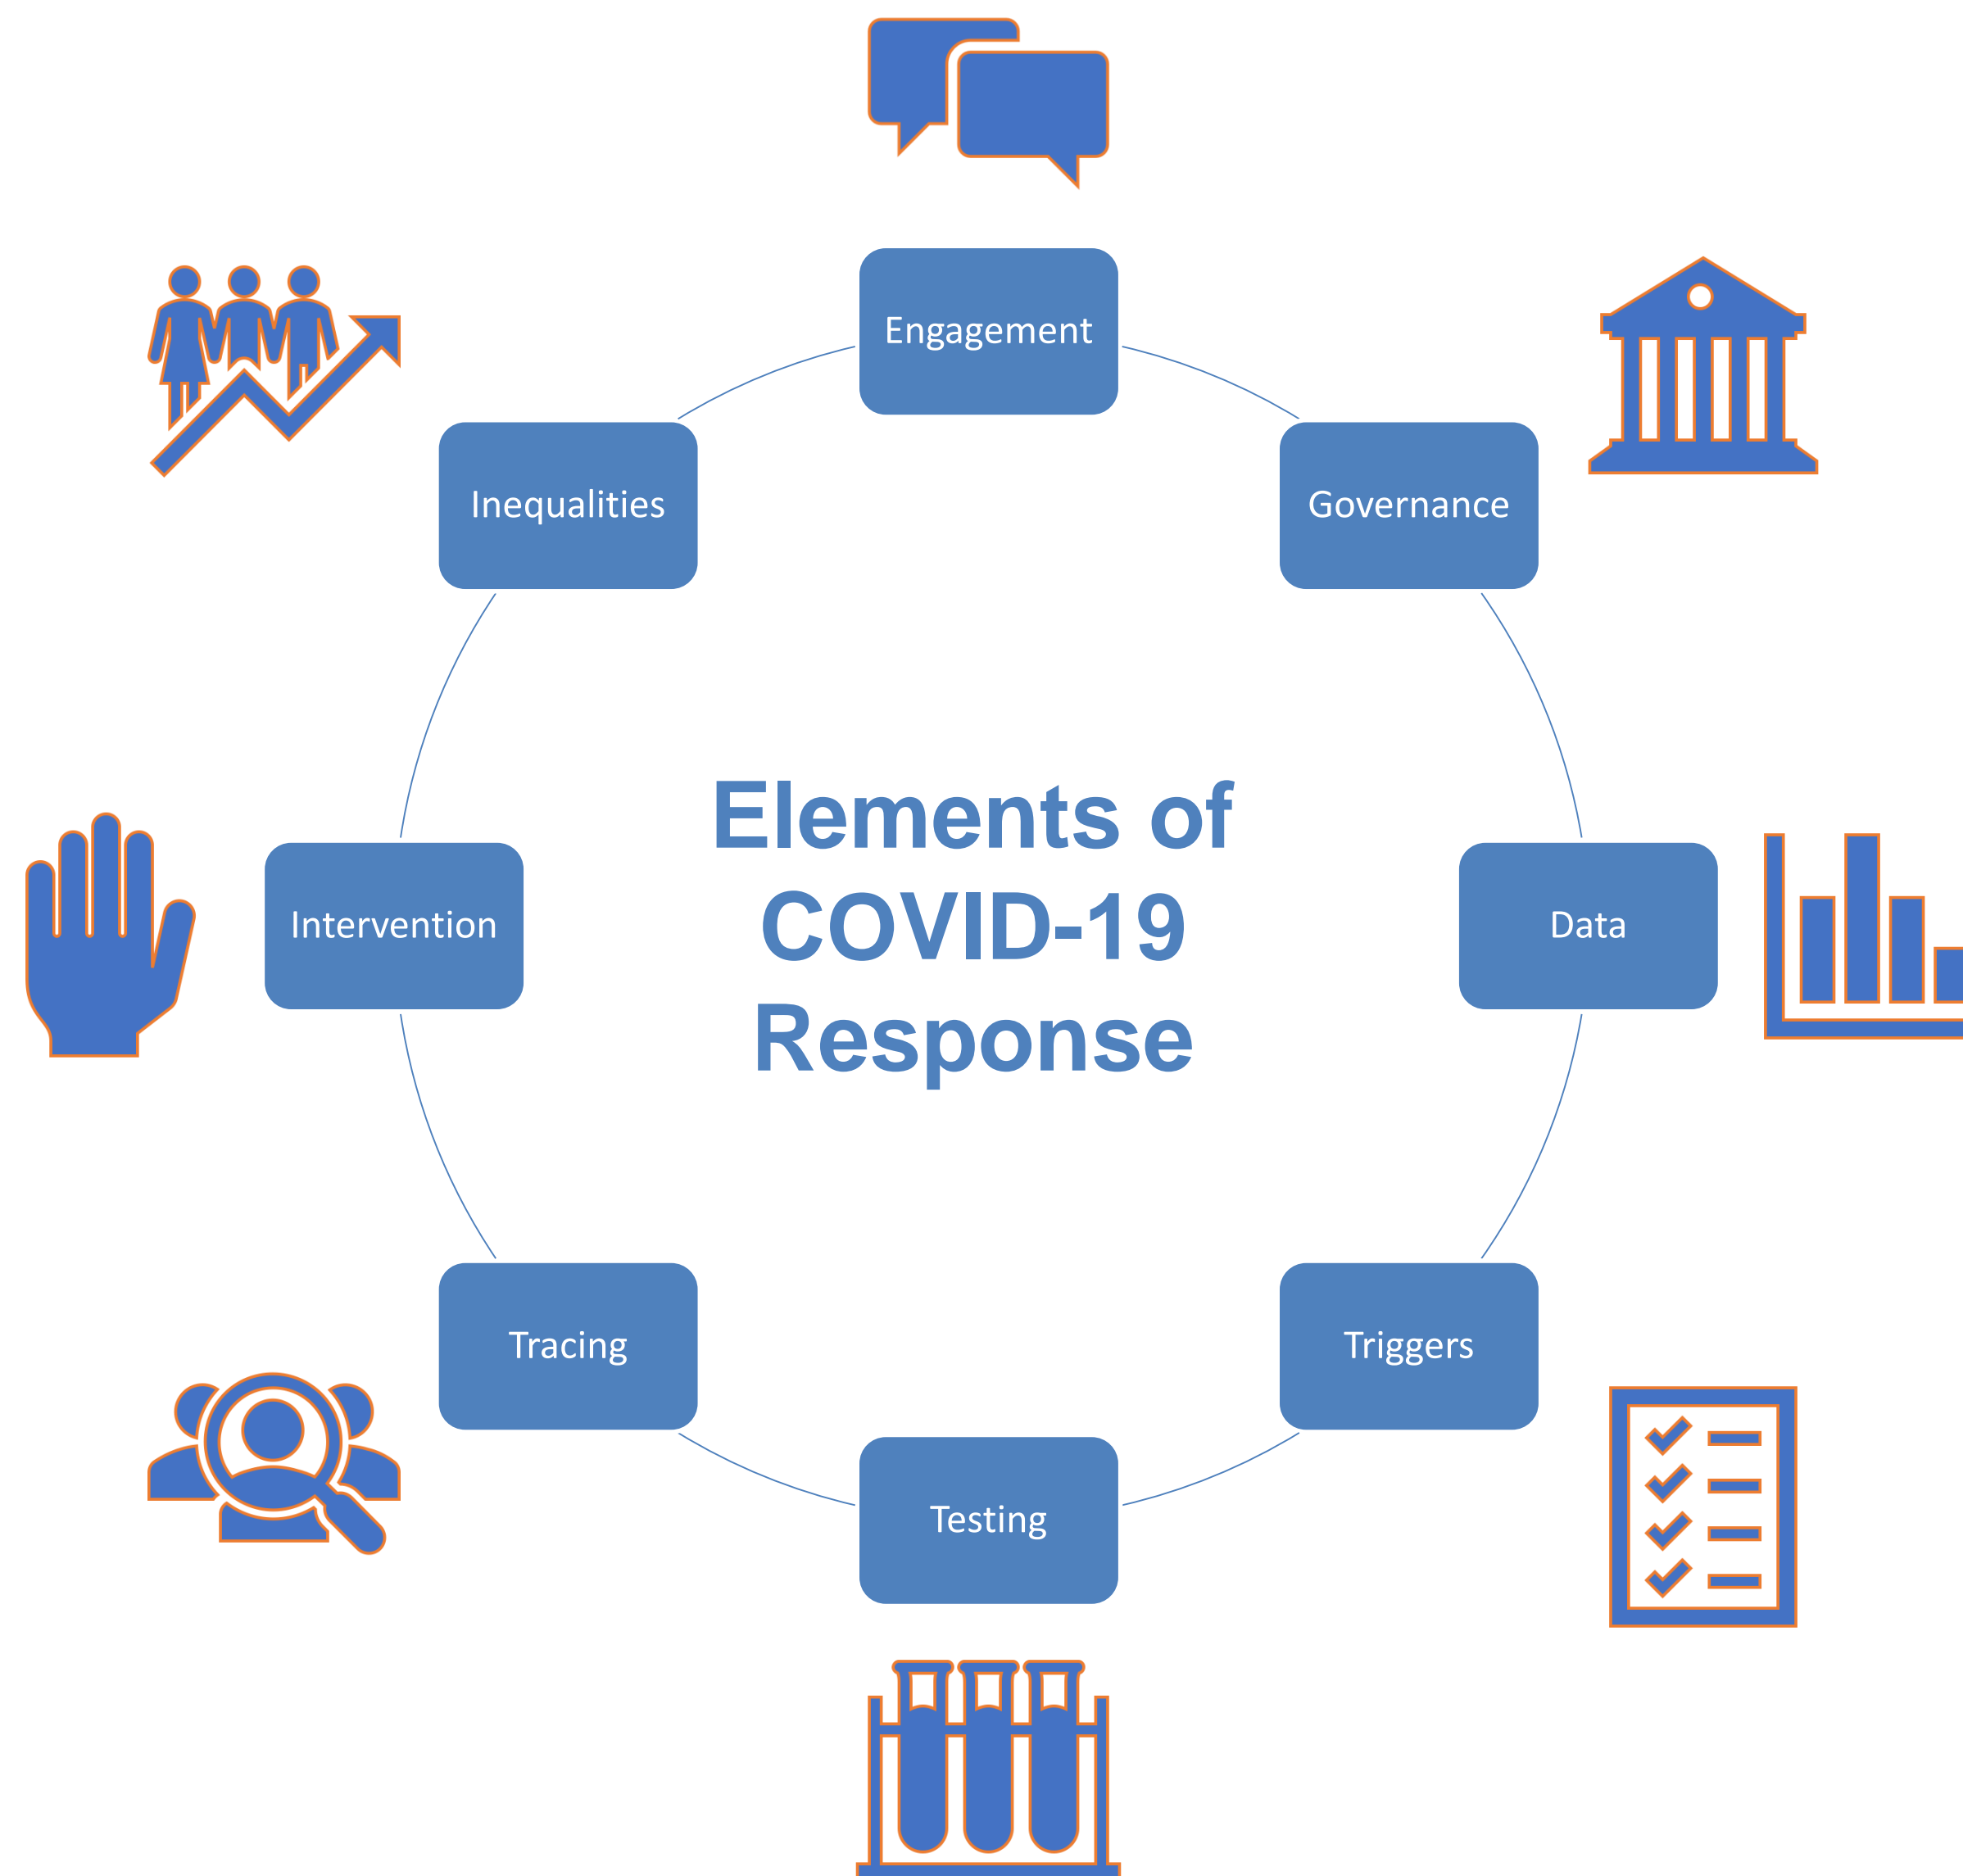 Engagement
Governance
Data
Triggers
Testing
Tracing
Intervention
Inequalities
Elements of
COVID-19
Response